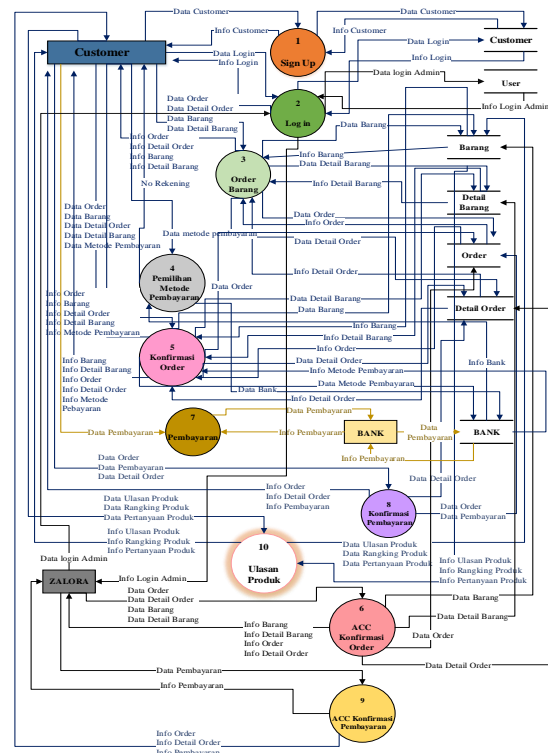 Data Customer
Data Customer
Info Customer
Info Customer
1
Sign Up
Customer
Customer
Data Login
Info Login
Data Login
Info Login
Data login Admin
User
Info Login Admin
2
Log in
Data Order
Data Detail Order
Data Barang
Data Detail Barang
Data Barang
Info Order
Info Detail Order
Info Barang
Info Detail Barang
3
Order
Barang
Info Barang
Data Detail Barang
Barang
Info Detail Barang
No Rekening
Detail
Barang
Data Order
Data Barang
Data Detail Order
Data Detail Barang
Data Metode Pembayaran
Data Order
Info Order
Data metode pembayaran
Data Detail Order
Order
4
Pemilihan
Metode
Pembayaran
Info Detail Order
Data Order
Info Order
Info Barang
Data Detail Order
Info Detail Barang
Info Metode Pembayaran
Data Detail Barang
Data Barang
Detail Order
5
Konfirmasi
Order
Info Barang
Info Detail Barang
Info Order
Data Detail Order
Info Metode Pembayaran
Data Metode Pembayaran
Info Detail Order
Data Bank
Info Bank
Info Barang
Info Detail Barang
Info Order
Info Detail Order
Info Metode
Pebayaran
7
Pembayaran
Data Pembayaran
Data Pembayaran
Info Pembayaran
BANK
Data
Pembayaran
BANK
Info Pembayaran
Data Order
Data Pembayaran
Data Detail Order
Data Detail Order
Info Order
Info Detail Order
Info Pembayaran
8
Konfirmasi
Pembayaran
Data Order
Data Pembayaran
Data Ulasan Produk
Data Rangking Produk
Data Pertanyaan Produk
Info Ulasan Produk
Info Rangking Produk
Info Pertanyaan Produk
10
Ulasan
Produk
Data Ulasan Produk
Data Rangking Produk
Data Pertanyaan Produk
Info Ulasan Produk
Info Rangking Produk
Info Pertanyaan Produk
Data login Admin
ZALORA
Info Login Admin
Data Order
Data Detail Order
Data Barang
Data Detail Barang
6
ACC
Konfirmasi
Order
Data Barang
Data Detail Barang
Data Order
Data Detail Order
Info Barang
Info Detail Barang
Info Order
Info Detail Order
Data Pembayaran
Info Pembayaran
9
ACC Konfirmasi
Pembayaran
Info Order
Info Detail Order
Info Pembayaran